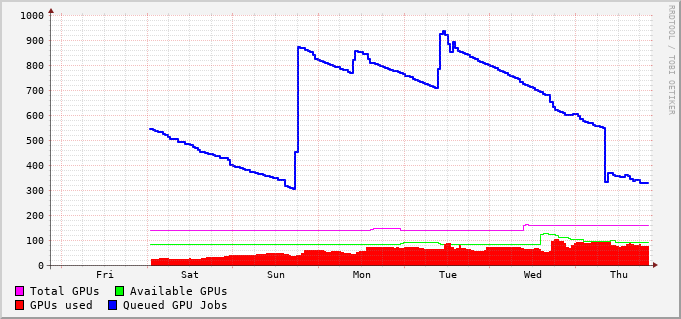 1000
900
800
700
600
500
400
300
200
100
0
Fri Sat Sun Mon Tue Wed Thu
Total GPUs Available GPUs
GPUs used Queued GPU Jobs
RRDTOOL / TOBI OETIKER